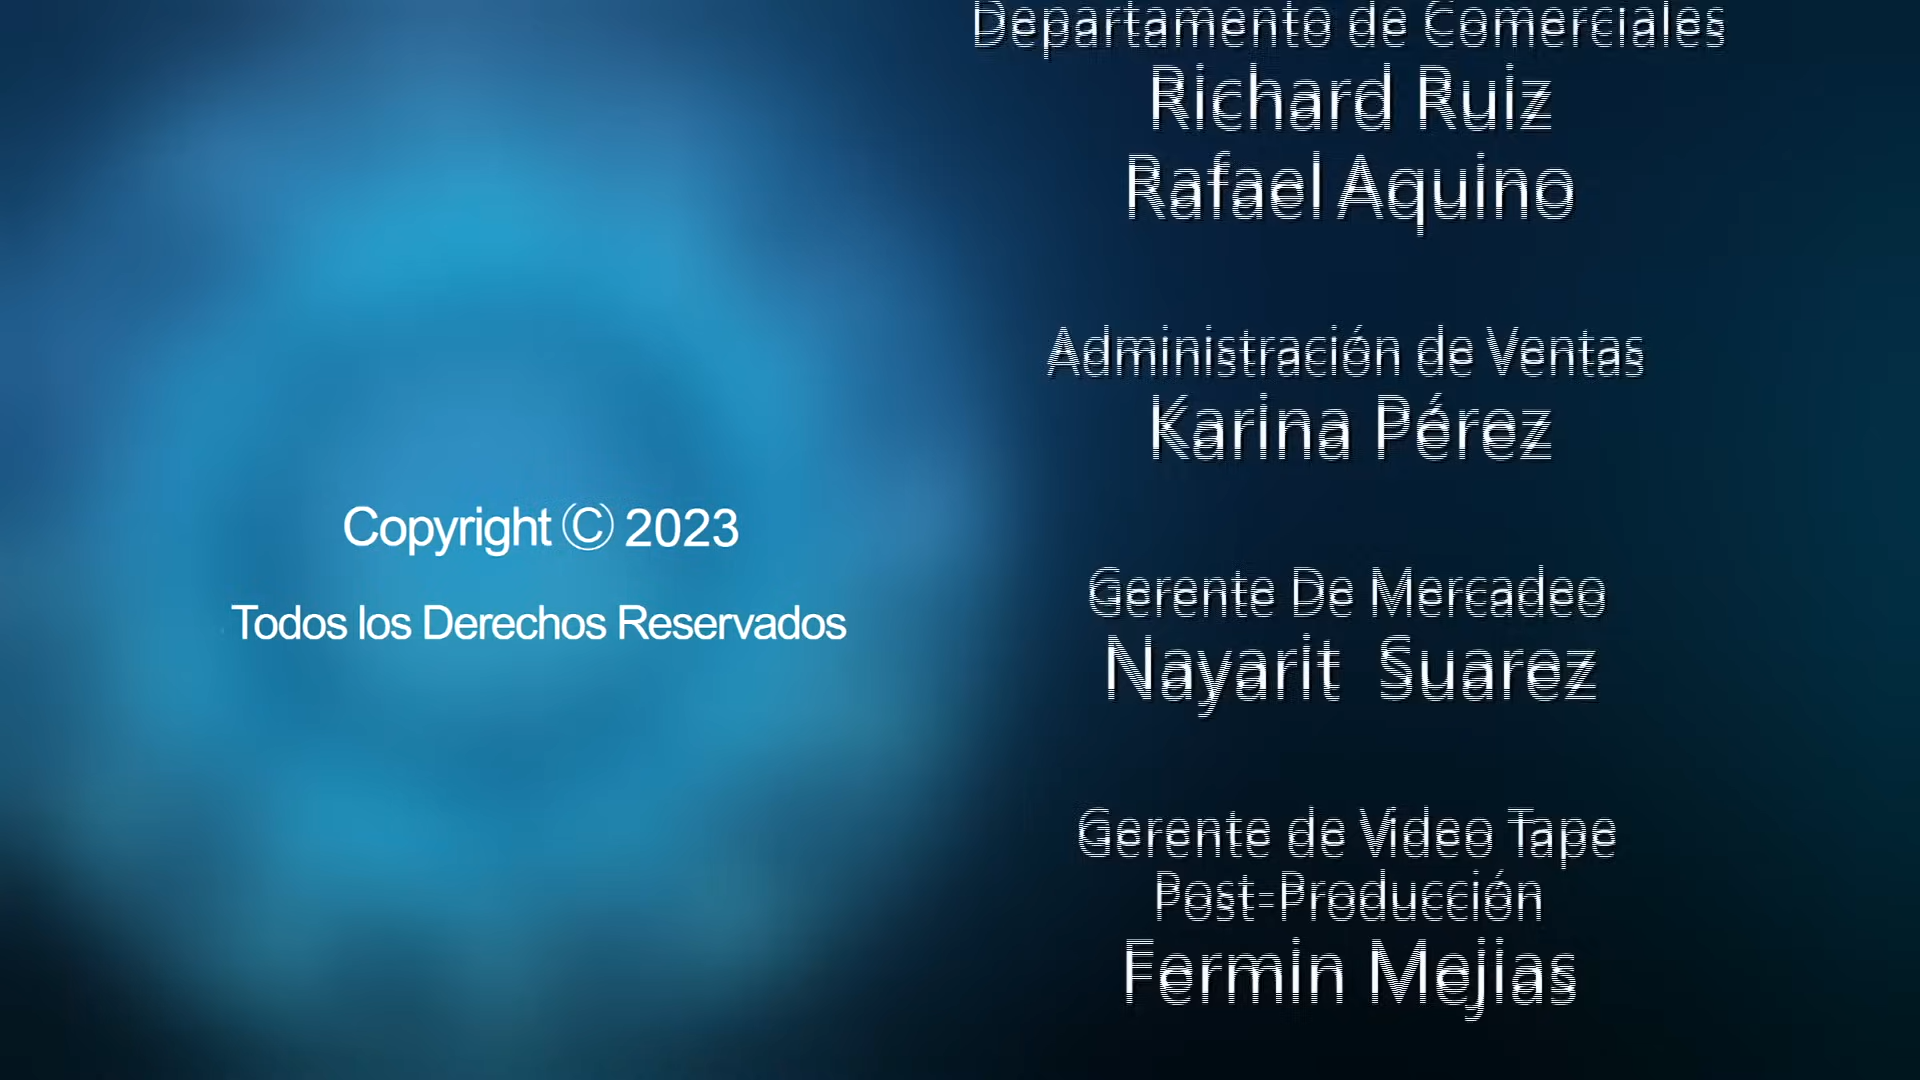 Departamento de Comerciales
Richard Ruiz
Rafael Aquino
Administración de Ventas
Karina Pérez
Gerente De Mercadeo
Nayarit Suarez
Gerente de Video Tape
Post-Producción
Fermin Mejias
Copyright © 2023
Todos los Derechos Reservados